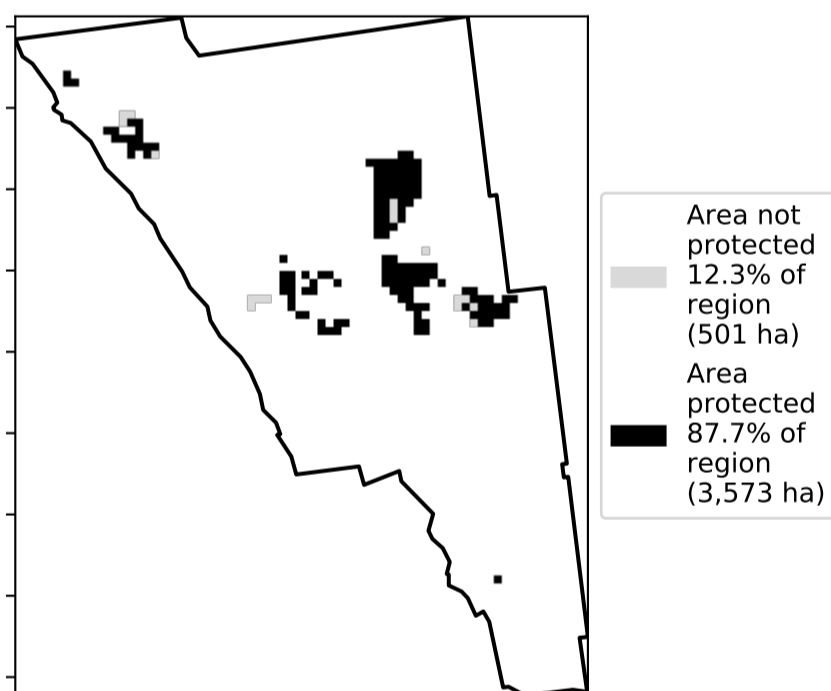 Area not
protected
12.3% of
region
(501 ha)
Area
protected
87.7% of
region
(3,573 ha)